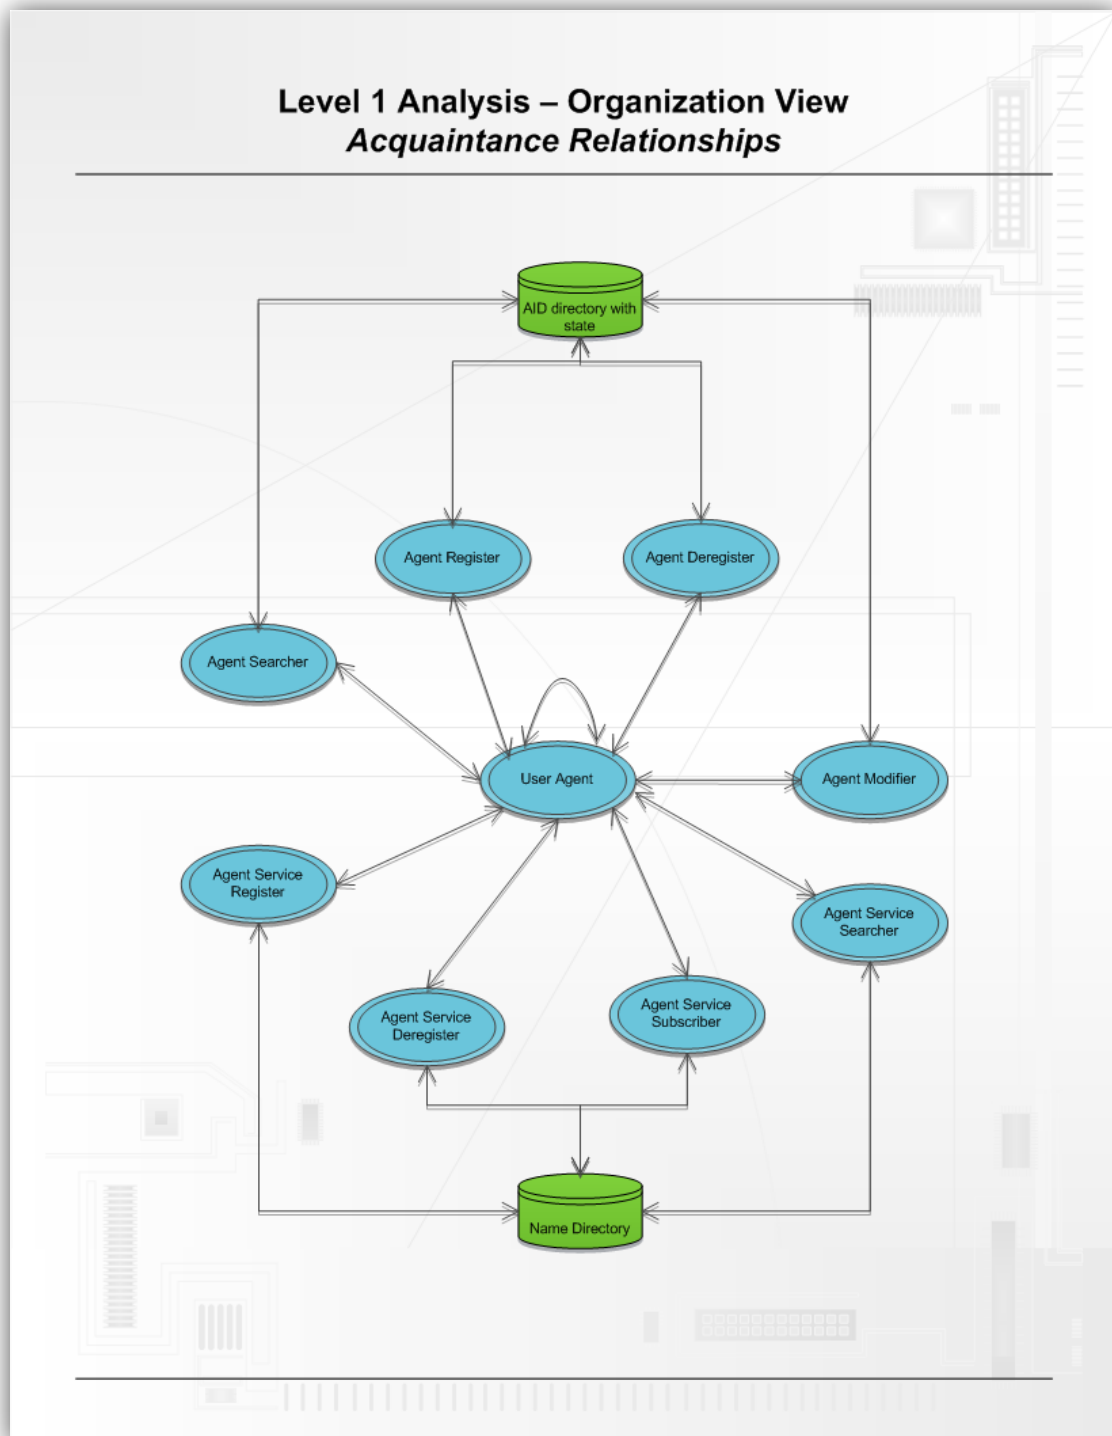 Level 1 Analysis – Organization View
Acquaintance Relationships
AID directory with
state
Agent Register
Agent Deregister
Agent Searcher
User Agent
Agent Modifier
Agent Service
Register
Agent Service
Searcher
Agent Service
Deregister
Agent Service
Subscriber
Name Directory